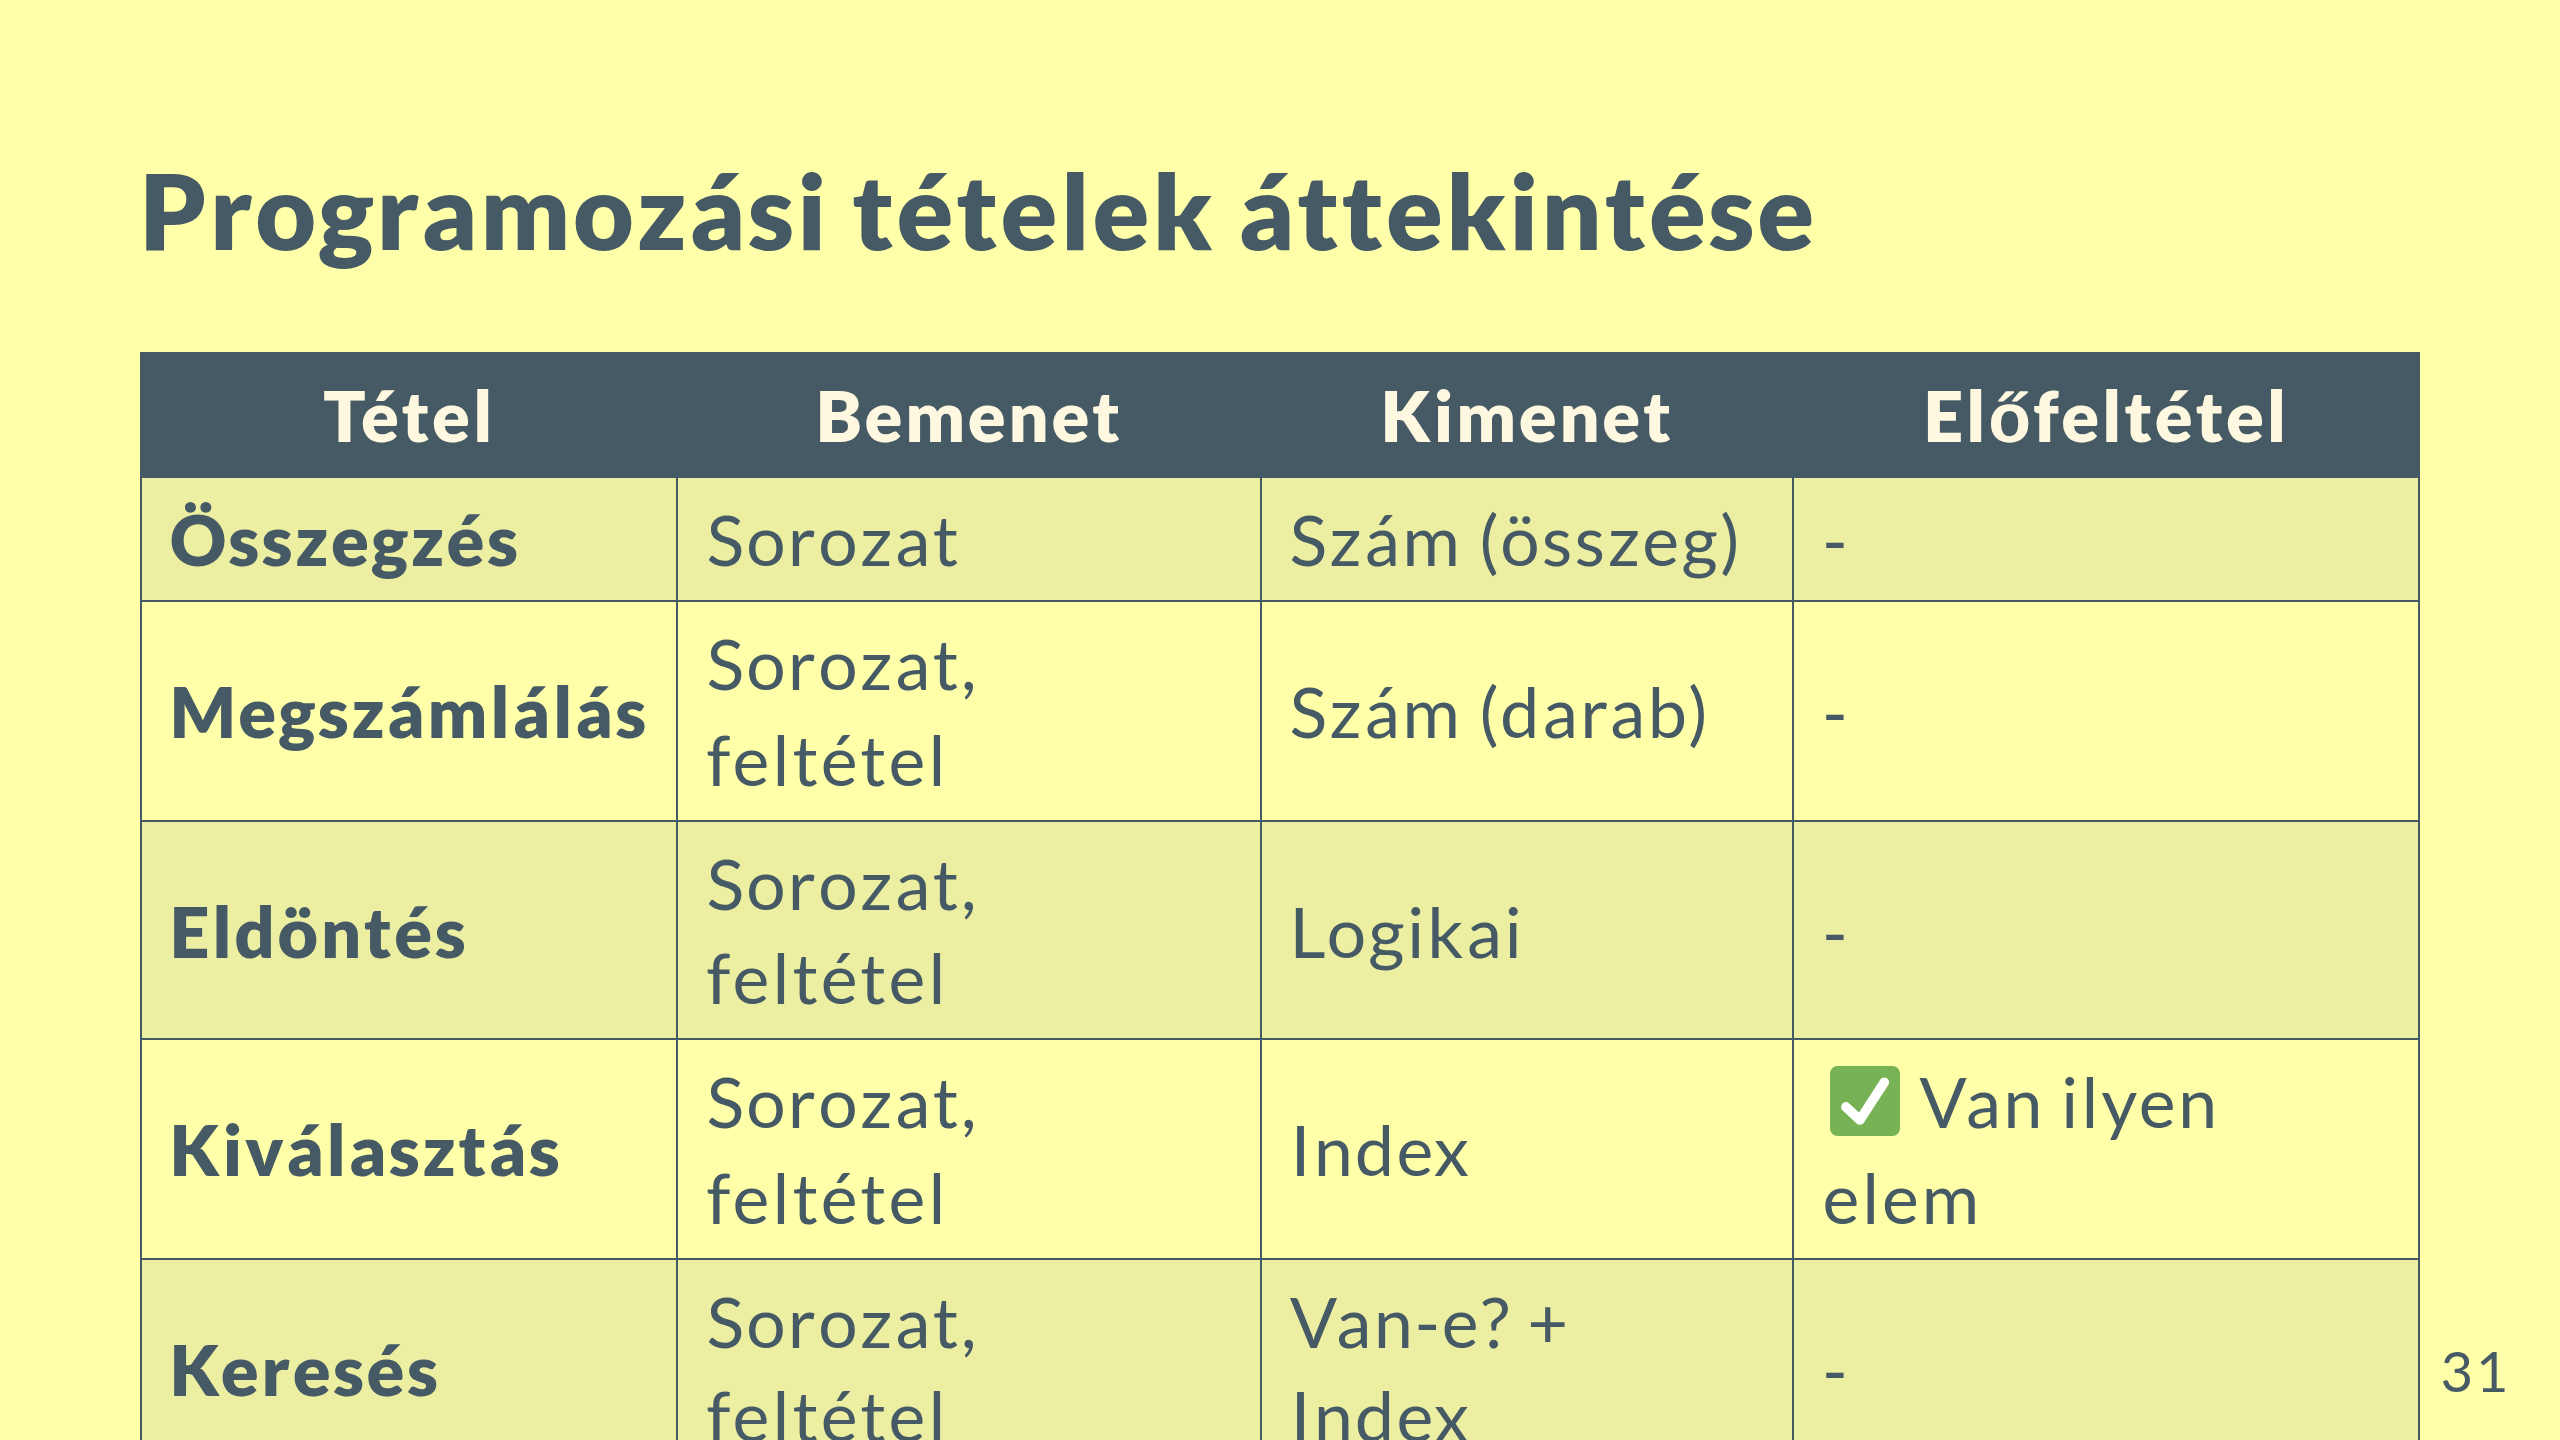 Programozási tételek áttekintése
Tétel Bemenet Kimenet Előfeltétel
Összegzés Sorozat Szám (összeg) -
Megszámlálás Sorozat, feltétel Szám (darab) -
Eldöntés Sorozat, feltétel Logikai -
Kiválasztás Sorozat, feltétel Index ✅ Van ilyen elem
Keresés Sorozat, feltétel Van-e? + Index -
31